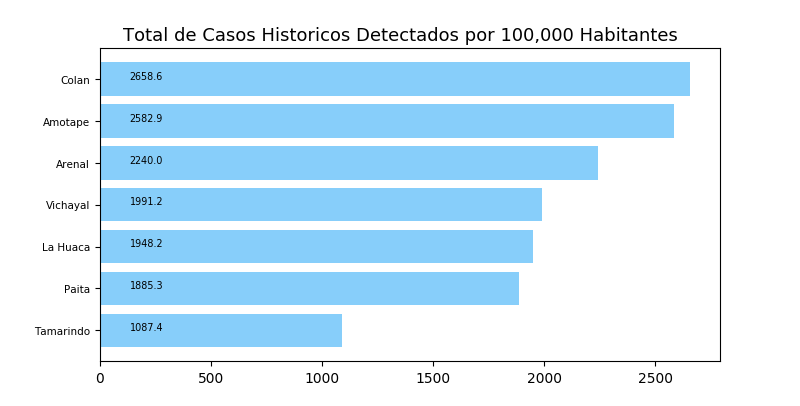 Total de Casos Historicos Detectados por 100,000 Habitantes
Colan 2658.6
Amotape 2582.9
Arenal 2240.0
Vichayal 1991.2
La Huaca 1948.2
Paita 1885.3
Tamarindo 1087.4
0 500 1000 1500 2000 2500